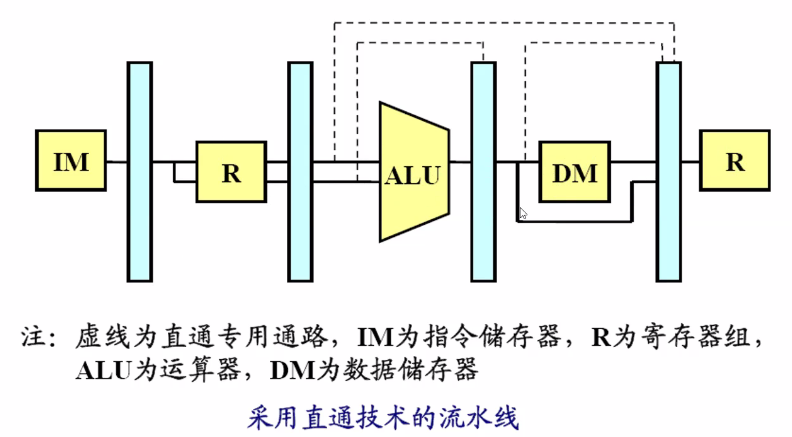 IM
R
ALU
DM
R
注：虚线为直通专用通路，IM为指令储存器，R为寄存器组，
ALU为运算器，DM为数据储存器
采用直通技术的流水线